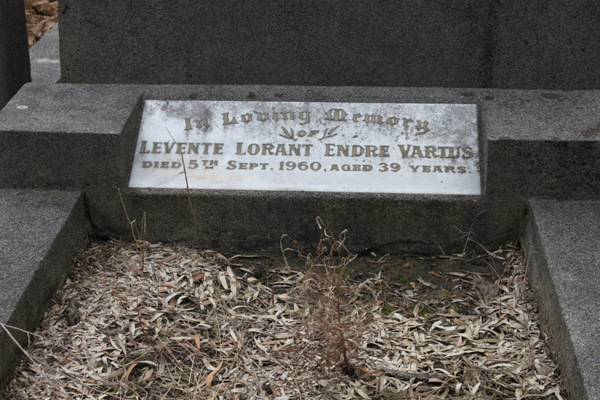 In Loving Memory
OF
LEVENTE LORANT ENDRE VARTUS
DIED 5TH SEPT. 1960, AGED 39 YEARS.